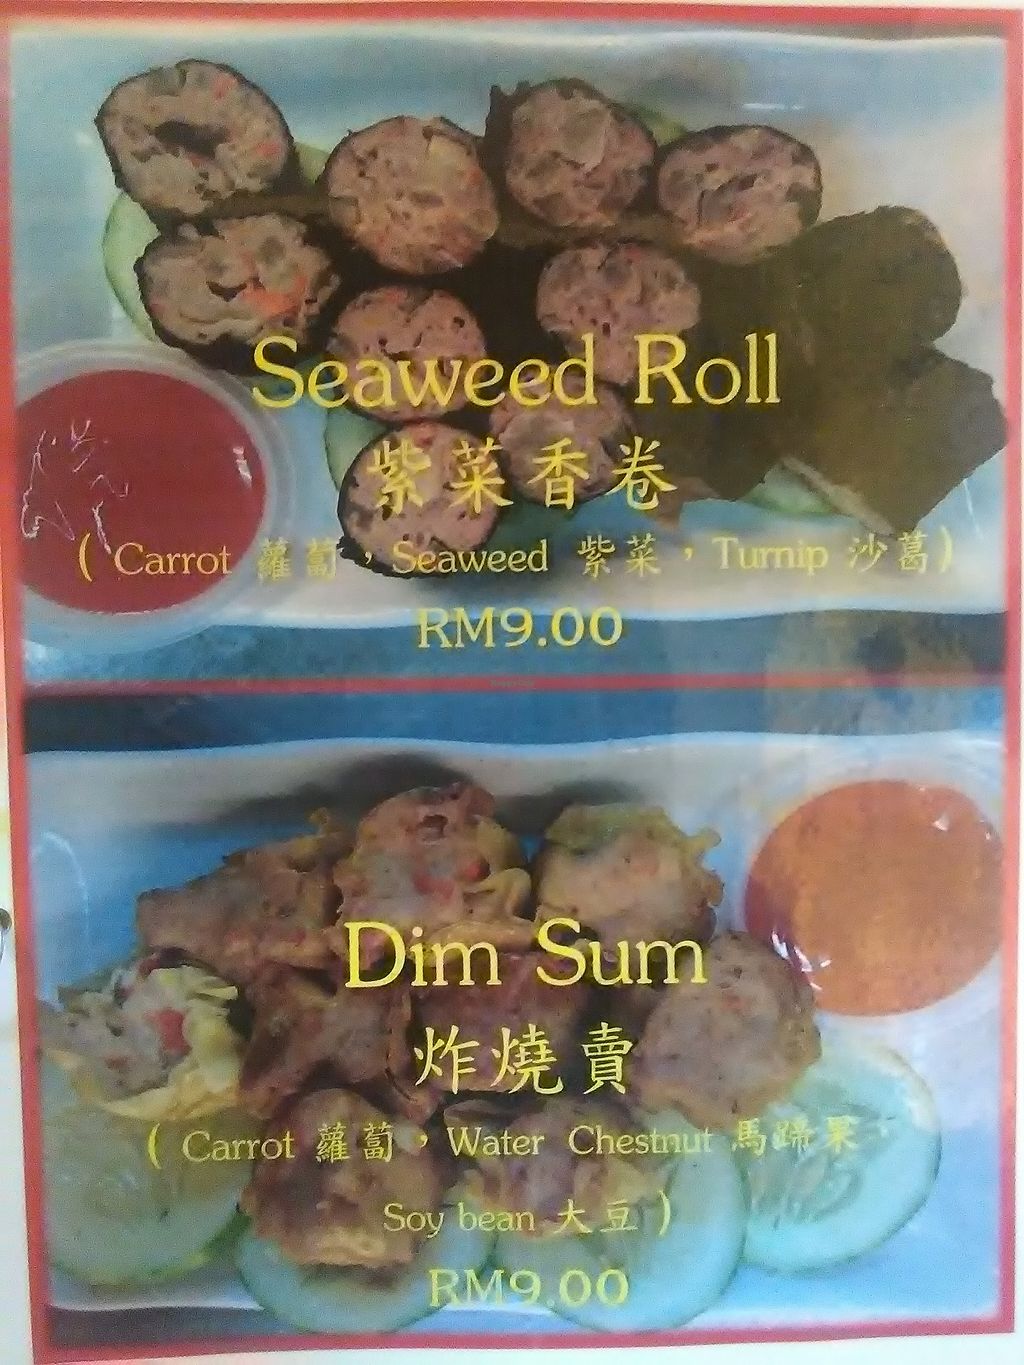 Seaweed Roll
紫菜香卷
( Carrot 蘿蔔，Seaweed 紫菜，Turnip 沙葛)
RM9.00
Dim Sum
炸燒賣
( Carrot 蘿蔔，Water Chestnut 馬蹄果
Soy bean 大豆 )
RM9.00